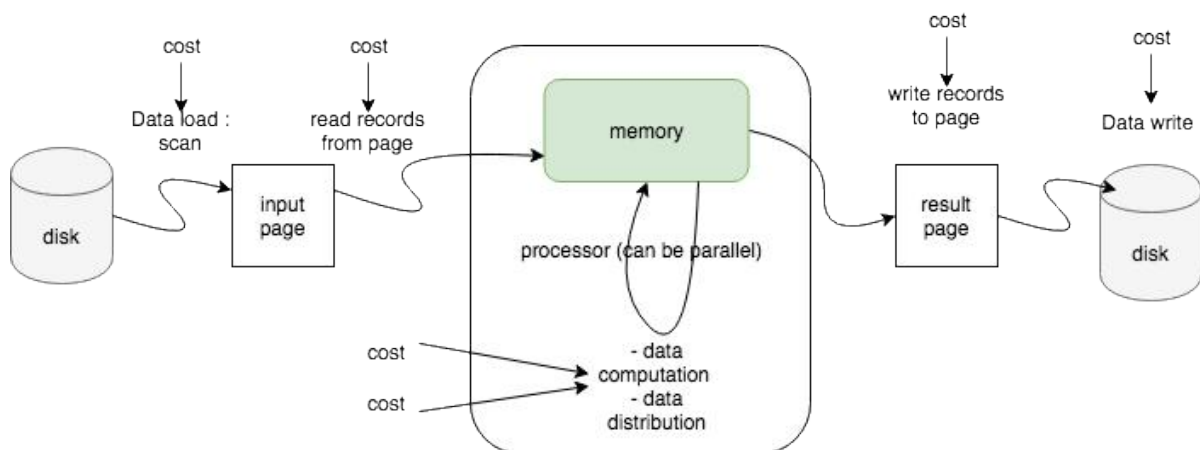 cost
Data load :
scan
cost
read records
from page
cost
write records
to page
cost
Data write
disk
input
page
memory
processor (can be parallel)
cost
cost
- data
computation
- data
distribution
result
page
disk